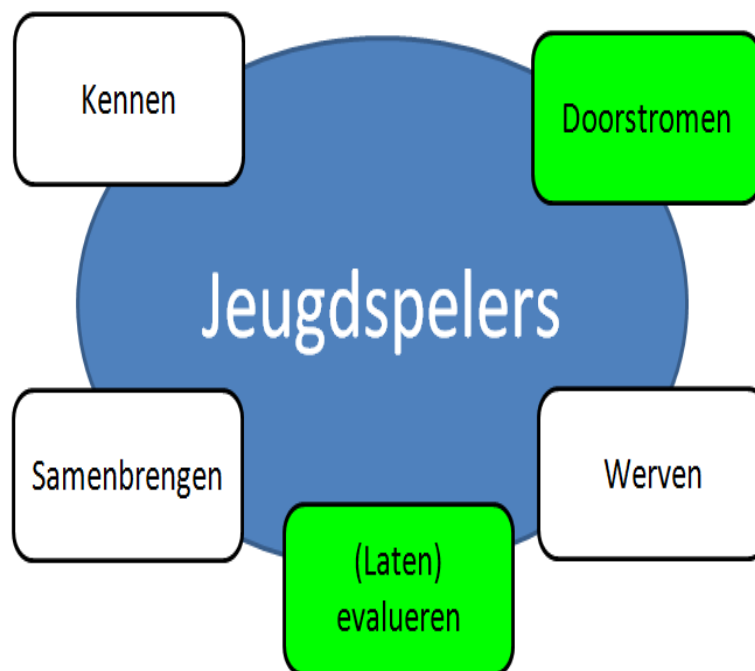 Kennen
Doorstromen
Jeugdspelers
Samenbrengen
Werven
(Laten)
evalueren